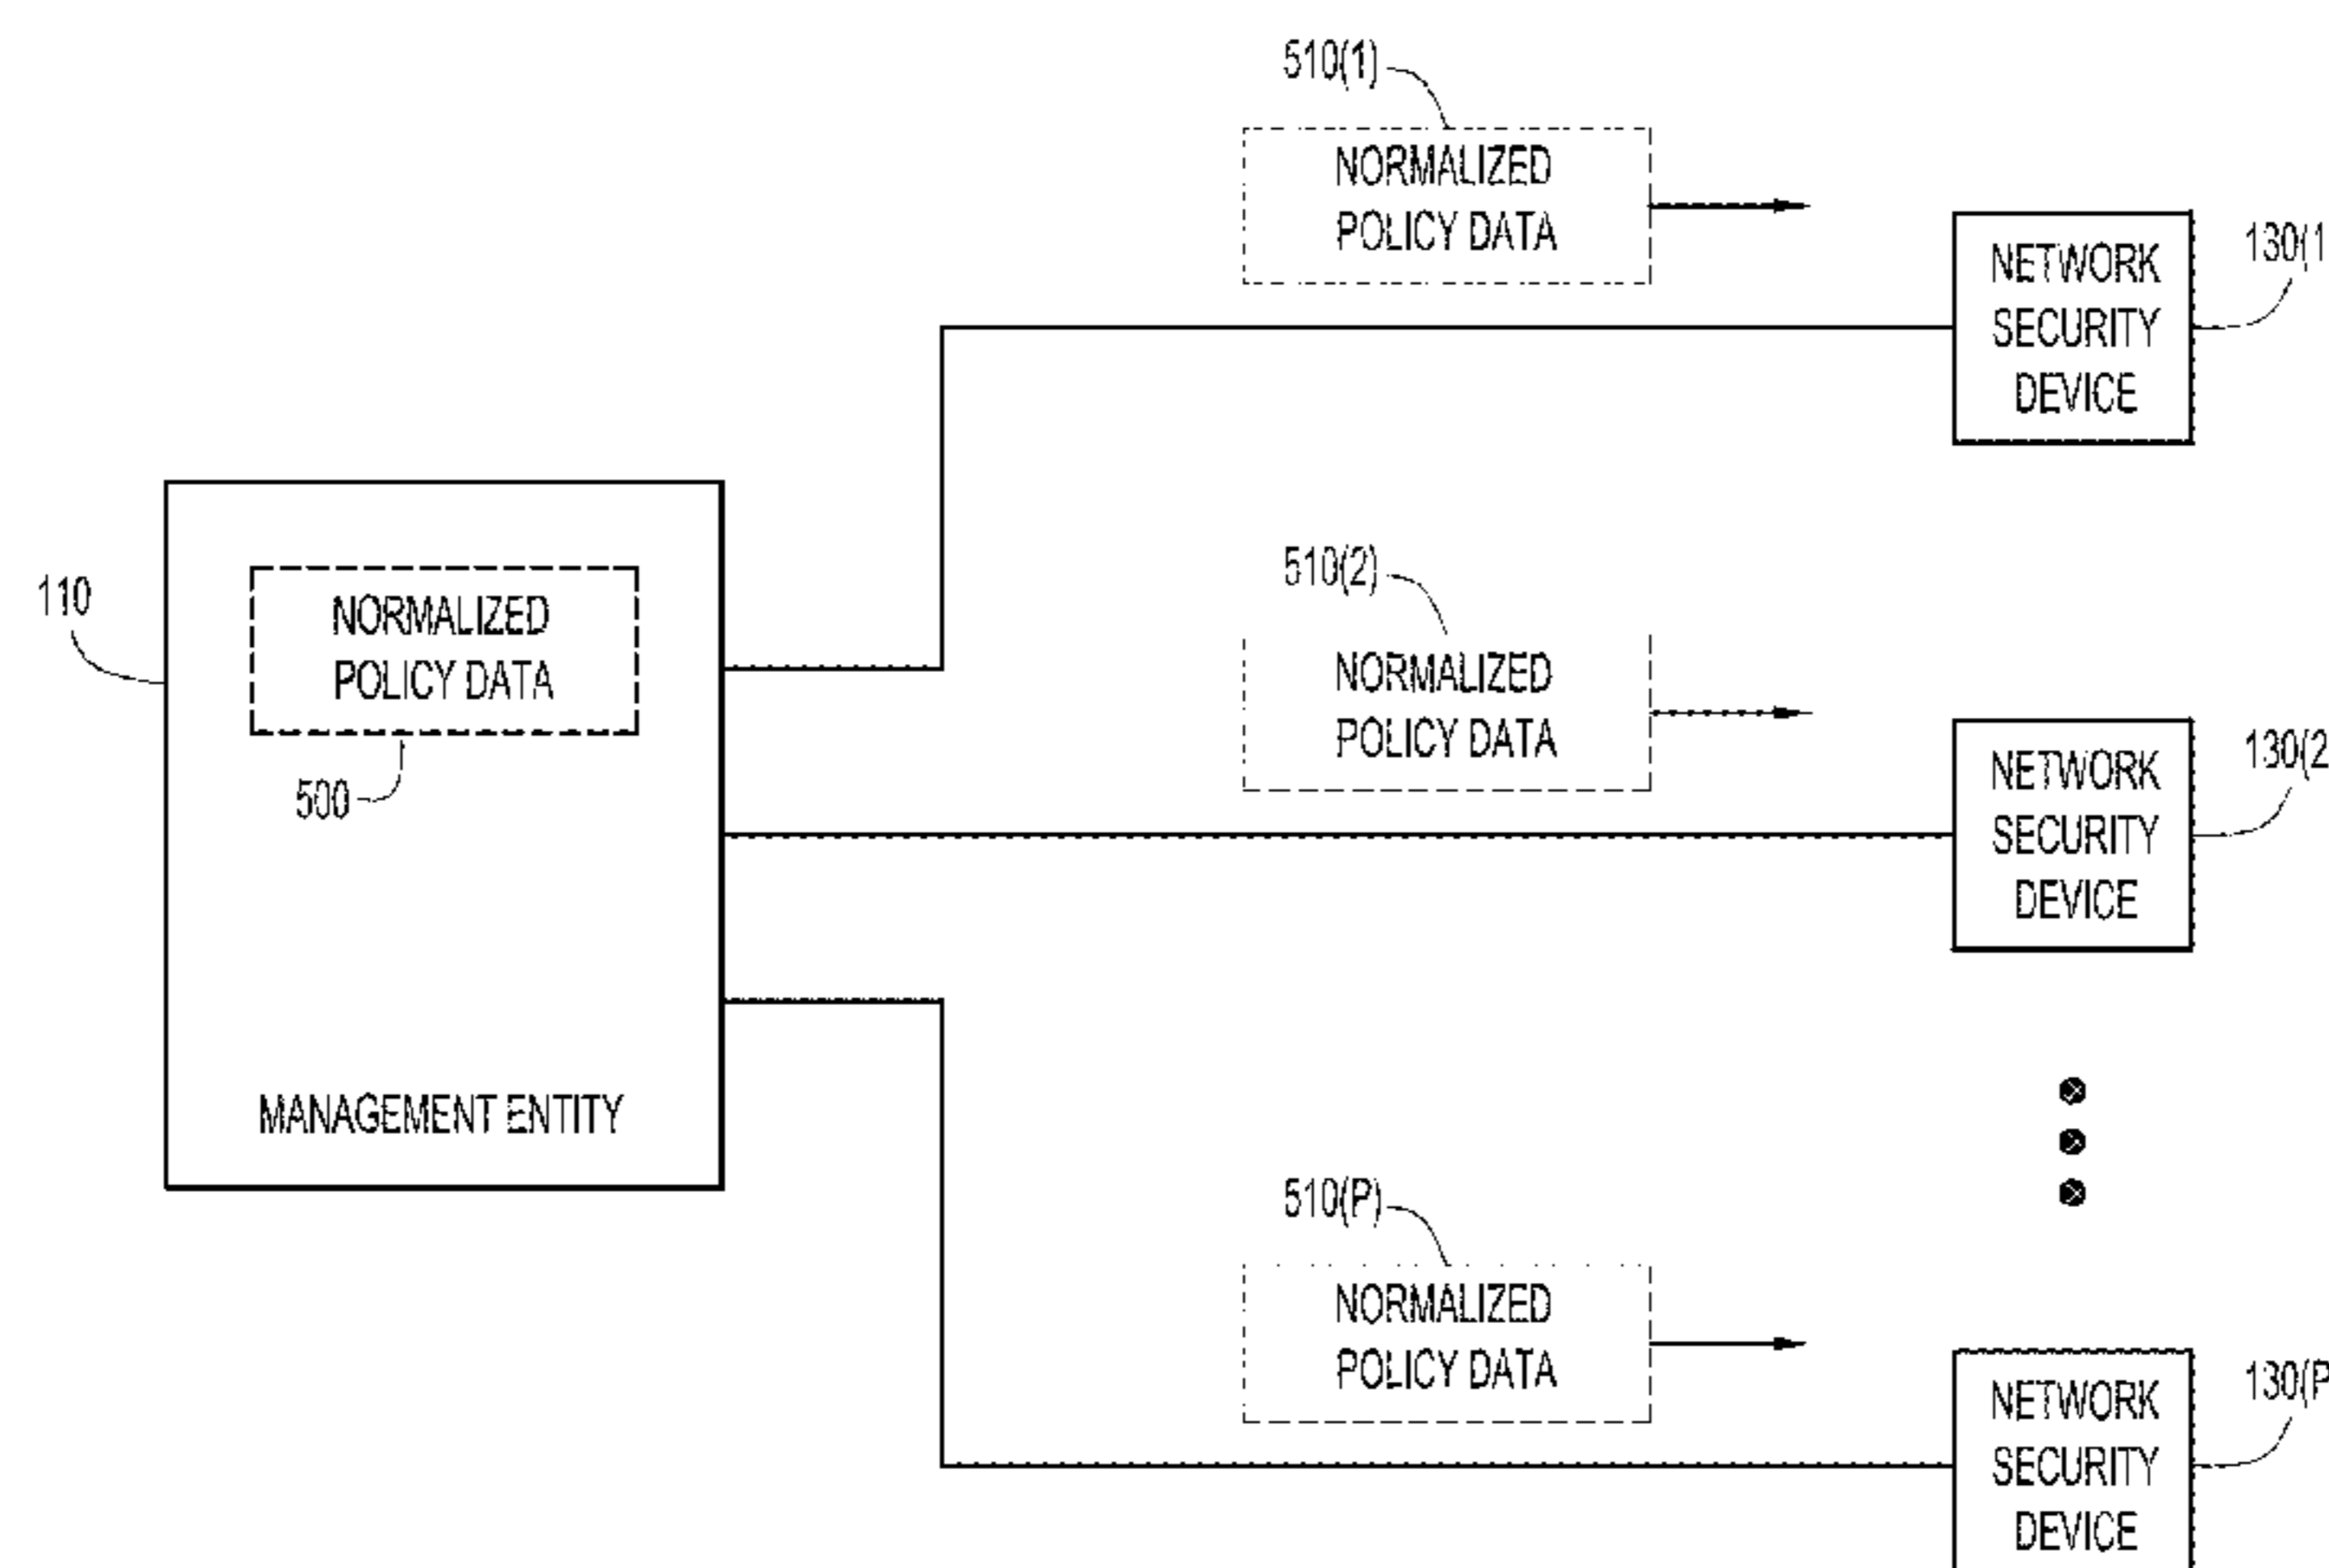 510(1)
NORMALIZED
POLICY DATA
NETWORK
SECURITY
DEVICE
130(1
110
NORMALIZED
POLICY DATA
500
MANAGEMENT ENTITY
510(2)
NORMALIZED
POLICY DATA
NETWORK
SECURITY
DEVICE
130(2
510(P)
NORMALIZED
POLICY DATA
NETWORK
SECURITY
DEVICE
130(P